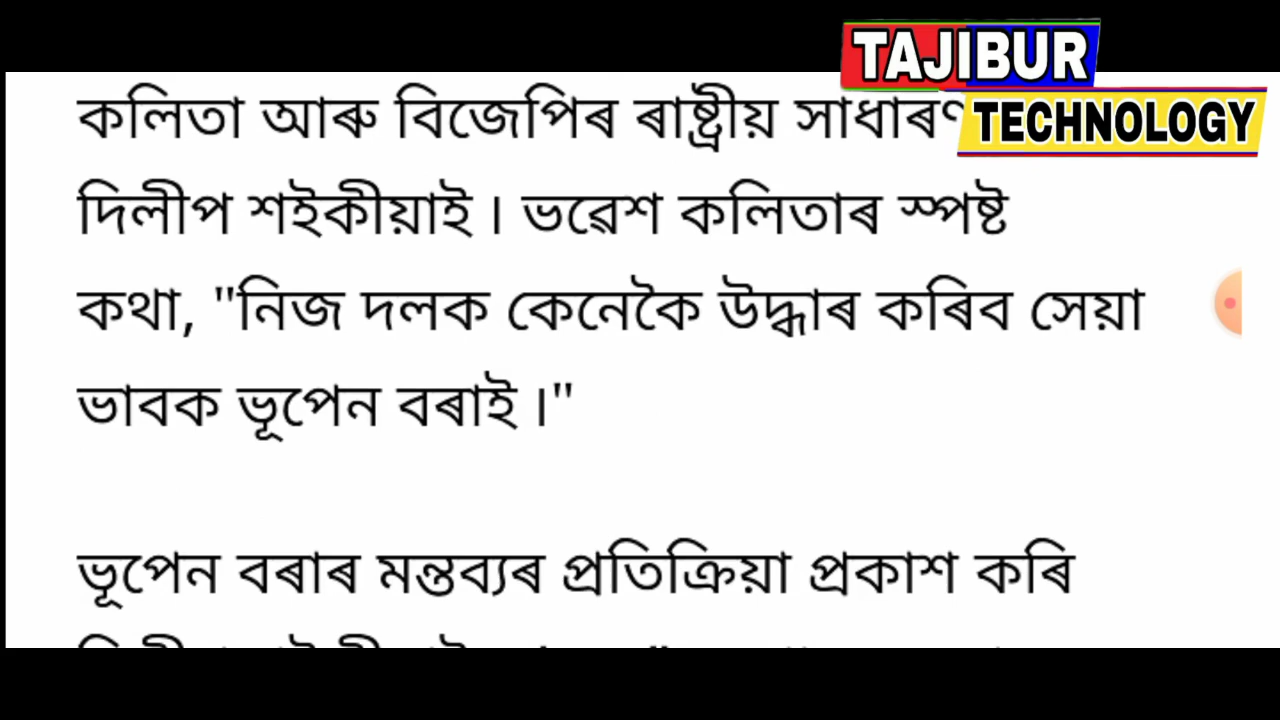 TAJIBUR
TECHNOLOGY
কলিতা আৰু বিজেপিৰ ৰাষ্ট্ৰীয় সাধাৰণ
দিলীপ শইকীয়াই। ভৱেশ কলিতাৰ স্পষ্ট
কথা, "নিজ দলক কেনেকৈ উদ্ধাৰ কৰিব সেয়া
ভাবক ভূপেন বৰাই।"
ভূপেন বৰাৰ মন্তব্যৰ প্ৰতিক্ৰিয়া প্ৰকাশ কৰি